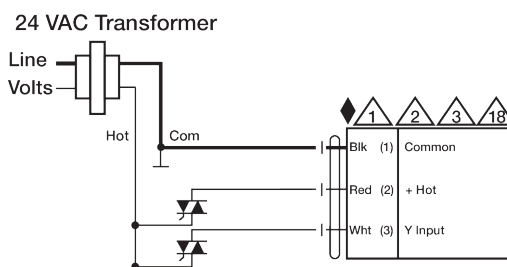 24 VAC Transformer
Line
Volts
Hot
Com
1
2
3
18
Blk (1) Common
Red (2) + Hot
Wht (3) Y Input